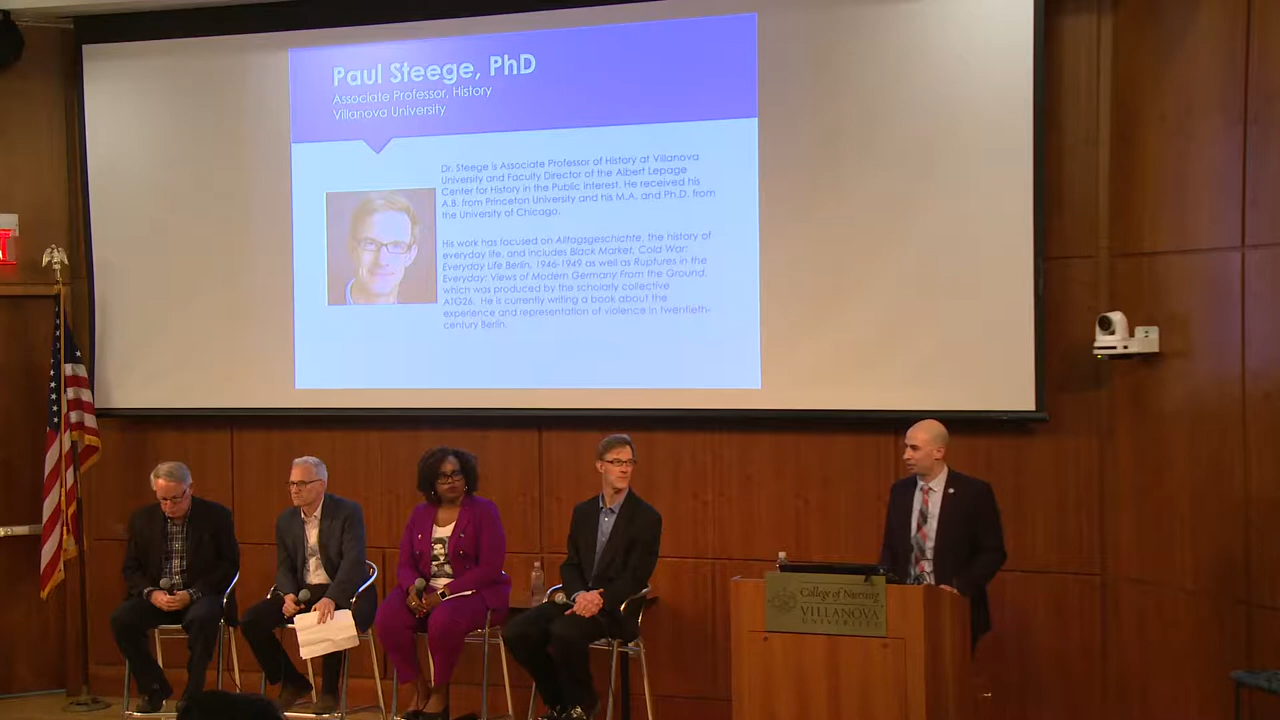 Paul Steege, PhD
Associate Professor, History
Villanova University
Dr. Steege is Associate Professor of History at Villanova
University and Faculty Director of the Albert Lepage
Center for History in the Public Interest. He received his
A.B. from Princeton University and his M.A. and Ph.D. from
the University of Chicago.
His work has focused on Alltagsgeschichte, the history of
everyday life, and includes Black Market, Cold War:
Everyday Life Berlin, 1946-1949 as well as Ruptures in the
Everyday: Views of Modern Germany From the Ground,
which was produced by the scholarly collective
ATG26. He is currently writing a book about the
experience and representation of violence in twentieth-
century Berlin.
College of Nursing
VILLANOVA
UNIVERSITY